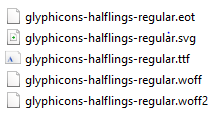 glyphicons-halflings-regular.eot
glyphicons-halflings-regular.svg
glyphicons-halflings-regular.ttf
glyphicons-halflings-regular.woff
glyphicons-halflings-regular.woff2